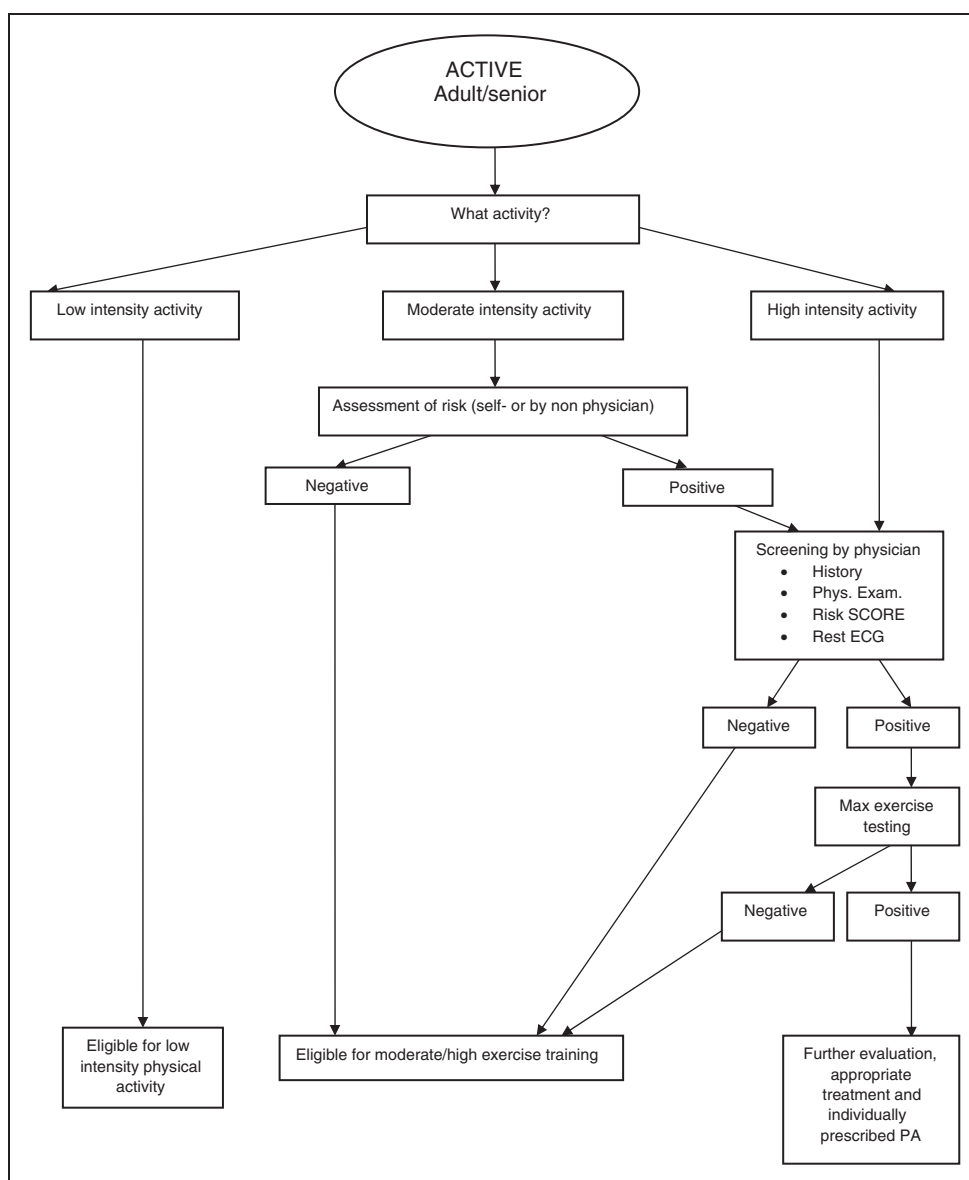 ACTIVE
Adult/senior
What activity?
Low intensity activity
Moderate intensity activity
High intensity activity
Assessment of risk (self- or by non physician)
Negative
Positive
Screening by physician
• History
• Phys. Exam.
• Risk SCORE
• Rest ECG
Negative
Positive
Max exercise
testing
Negative
Positive
Eligible for low
intensity physical
activity
Eligible for moderate/high exercise training
Further evaluation,
appropriate
treatment and
individually
prescribed PA